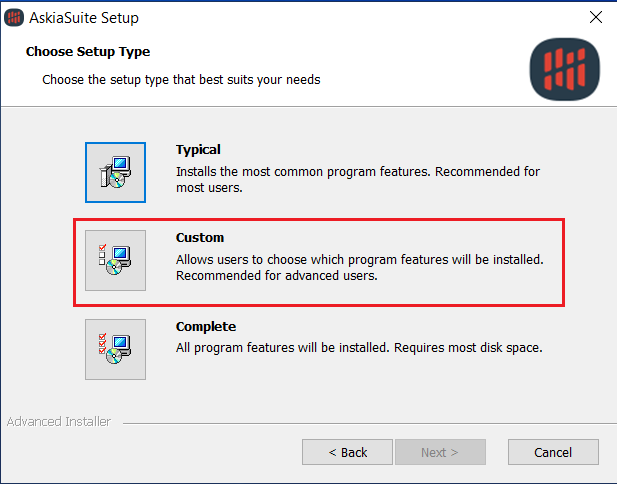 AskiaSuite Setup
Choose Setup Type
Choose the setup type that best suits your needs
Typical
Installs the most common program features. Recommended for
most users.
Custom
Allows users to choose which program features will be installed.
Recommended for advanced users.
Complete
All program features will be installed. Requires most disk space.
Advanced Installer
< Back
Next >
Cancel